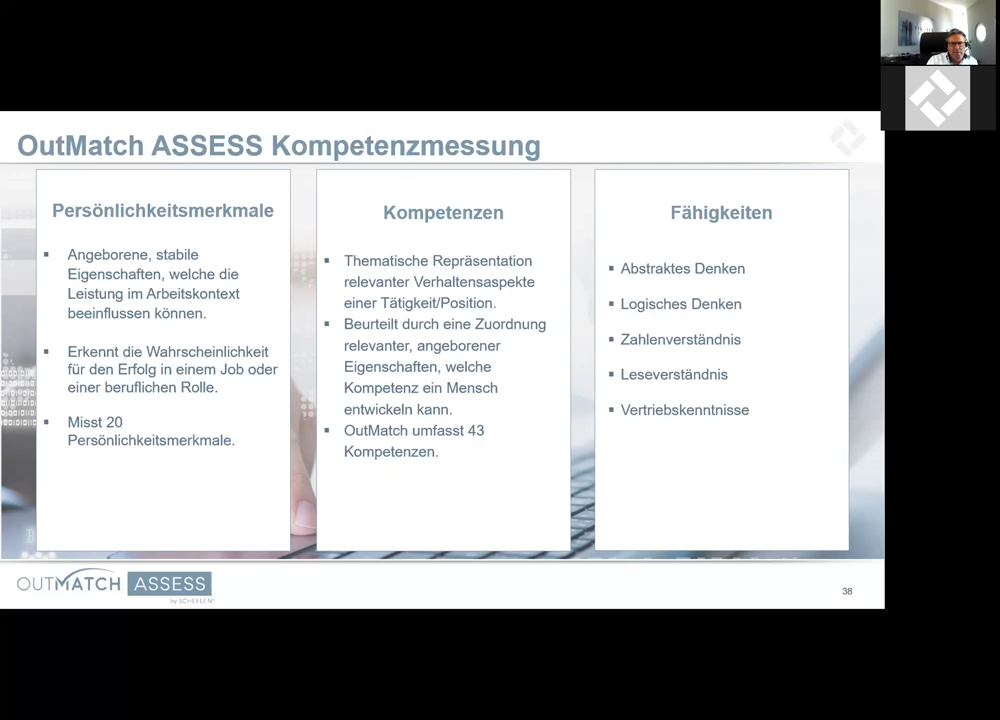 OutMatch ASSESS Kompetenzmessung
Persönlichkeitsmerkmale
▪ Angeborene, stabile
Eigenschaften, welche die
Leistung im Arbeitskontext
beeinflussen können.
▪ Erkennt die Wahrscheinlichkeit
für den Erfolg in einem Job oder
einer beruflichen Rolle.
▪ Misst 20
Persönlichkeitsmerkmale.
Kompetenzen
▪ Thematische Repräsentation
relevanter Verhaltensaspekte
einer Tätigkeit/Position.
▪ Beurteilt durch eine Zuordnung
relevanter, angeborener
Eigenschaften, welche
Kompetenz ein Mensch
entwickeln kann.
▪ OutMatch umfasst 43
Kompetenzen.
Fähigkeiten
▪ Abstraktes Denken
▪ Logisches Denken
▪ Zahlenverständnis
▪ Leseverständnis
▪ Vertriebskenntnisse
OUTMATCH ASSESS
by SCHEELEN®
38